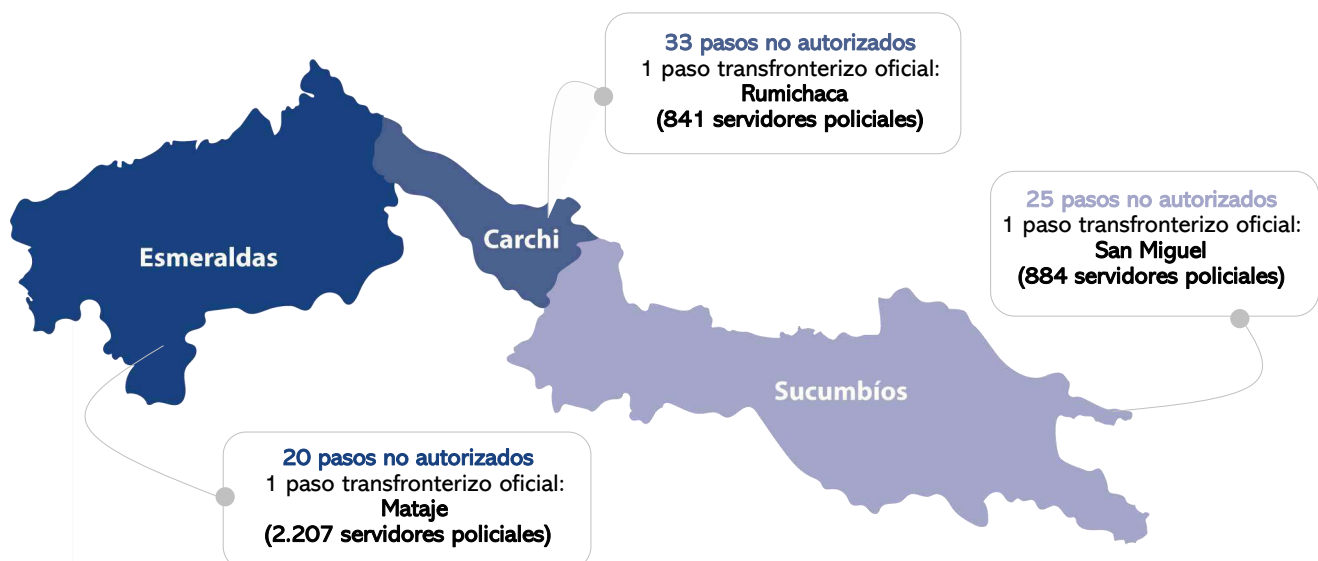 33 pasos no autorizados
1 paso transfronterizo oficial:
Rumichaca
(841 servidores policiales)
25 pasos no autorizados
1 paso transfronterizo oficial:
San Miguel
(884 servidores policiales)
Carchi
Esmeraldas
Sucumbíos
20 pasos no autorizados
1 paso transfronterizo oficial:
Mataje
(2.207 servidores policiales)